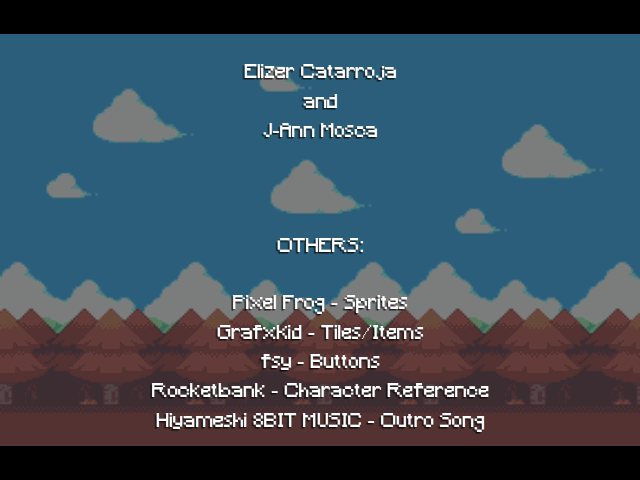 Elizer Catarroja
and
J-Ann Mosca
OTHERS:
Pixel Frog - Sprites
GrafxKid - Tiles/Items
fsy - Buttons
Rocketbank - Character Reference
Hiyameshi 8BIT MUSIC - Outro Song